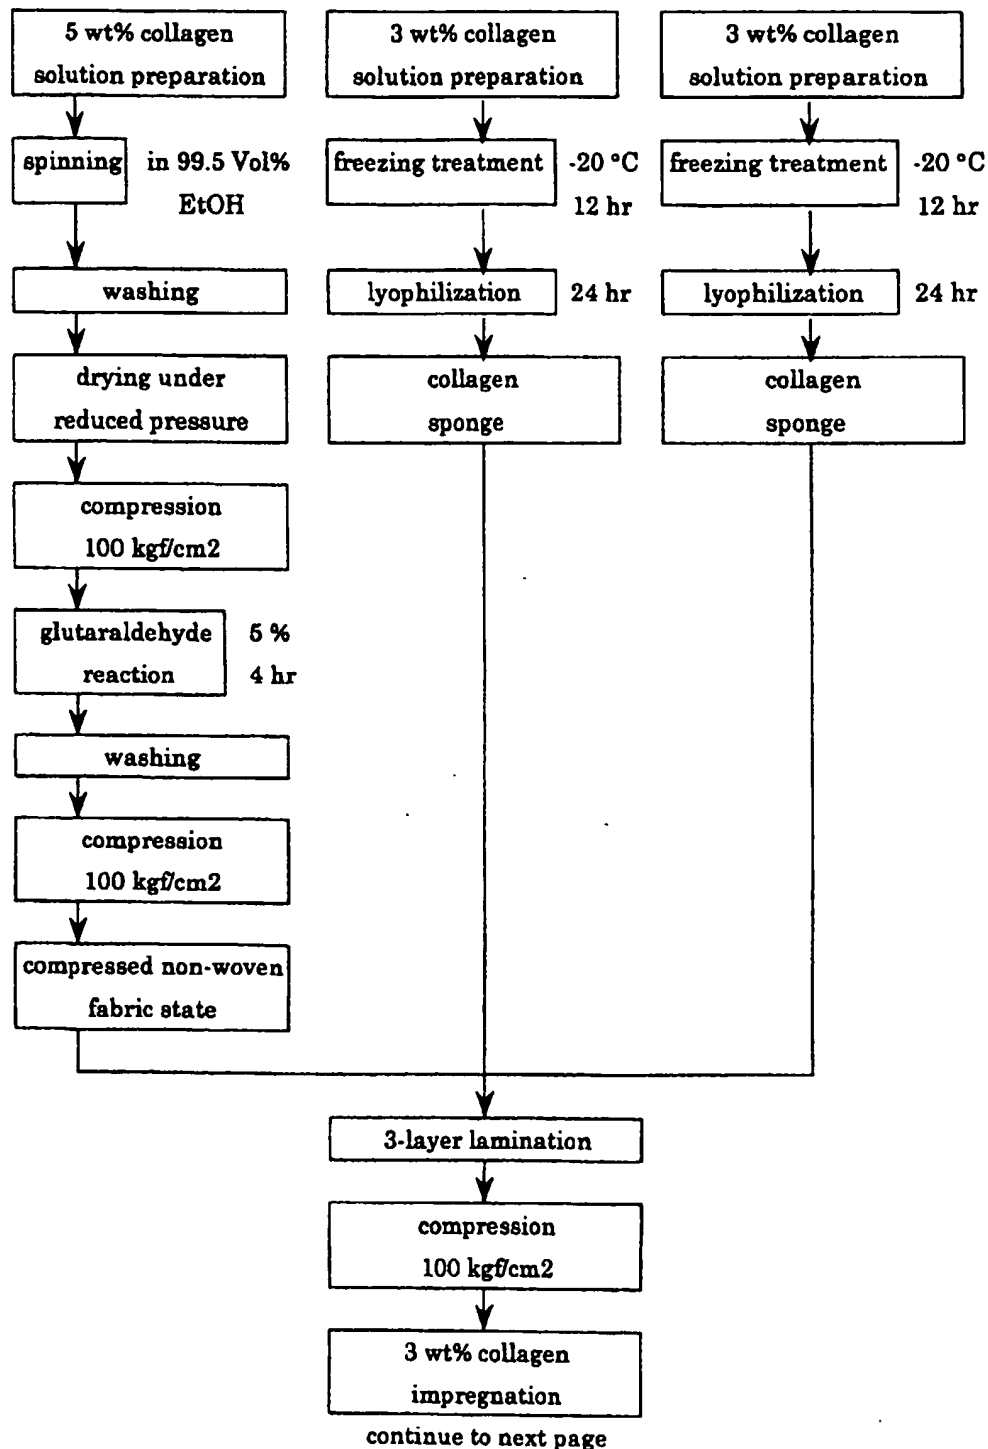 5 wt% collagen
solution preparation
spinning
in 99.5 Vol%
EtOH
washing
drying under
reduced pressure
compression
100 kgf/cm2
glutaraldehyde
reaction
5 %
4 hr
washing
compression
100 kgf/cm2
compressed non-woven
fabric state
3 wt% collagen
solution preparation
freezing treatment
-20 °C
12 hr
lyophilization
24 hr
collagen
sponge
3 wt% collagen
solution preparation
freezing treatment
-20 °C
12 hr
lyophilization
24 hr
collagen
sponge
3-layer lamination
compression
100 kgf/cm2
3 wt% collagen
impregnation
continue to next page